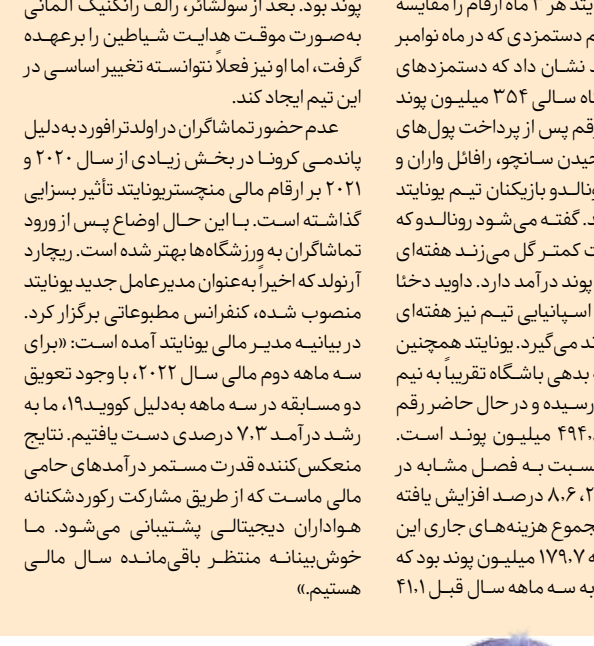 یتد هر ۳ ماه ارقام را مقایسه
م دستمزدی که در ماه نوامبر
د نشان داد که دستمزدهای
اه سالی ۳۵۴ میلیون پوند
رقم پس از پرداخت پول‌های
حیدن سانچو، رافائل واران و
ونالدو بازیکنان تیم یونایتد
د. گفته می‌شود رونالدو که
ت کمتر گل می‌زند هفته‌ای
پوند درآمد دارد. داوید دخئا
اسپانیایی تیم نیز هفته‌ای
ند می‌گیرد. یونایتد همچنین
بدهی باشگاه تقریباً به نیم
رسیده و در حال حاضر رقم
۴۹۴. میلیون پوند است.
سبت به فصل مشابه در
۲، ۸.۶ درصد افزایش یافته
جموع هزینه‌های جاری این
ه ۱۷۹.۷ میلیون پوند بود که
به سه ماهه سال قبل ۴۱.۱
پوند بود. بعد از سولشائر، رالف رانگنیک آلمانی
به‌صورت موقت هدایت شیاطین را برعهده
گرفت، اما او نیز فعلاً نتوانسته تغییر اساسی در
این تیم ایجاد کند.
عدم حضور تماشاگران در اولدترافورد به‌دلیل
پاندمی کرونا در بخش زیادی از سال ۲۰۲۰ و
۲۰۲۱ بر ارقام مالی منچستریونایتد تأثیر بسزایی
گذاشته است. با این حال اوضاع پس از ورود
تماشاگران به ورزشگاه‌ها بهتر شده است. ریچارد
آرنولد که اخیراً به‌عنوان مدیرعامل جدید یونایتد
منصوب شده، کنفرانس مطبوعاتی برگزار کرد.
در بیانیه مدیر مالی یونایتد آمده است: «برای
سه ماهه دوم مالی سال ۲۰۲۲، با وجود تعویق
دو مسابقه در سه ماهه به‌دلیل کووید۱۹، ما به
رشد درآمد ۷.۳ درصدی دست یافتیم. نتایج
منعکس‌کننده قدرت مستمر درآمدهای حامی
مالی ماست که از طریق مشارکت رکوردشکنانه
هواداران دیجیتالی پشتیبانی می‌شود. ما
خوش‌بینانه منتظر باقی‌مانده سال مالی
هستیم.»